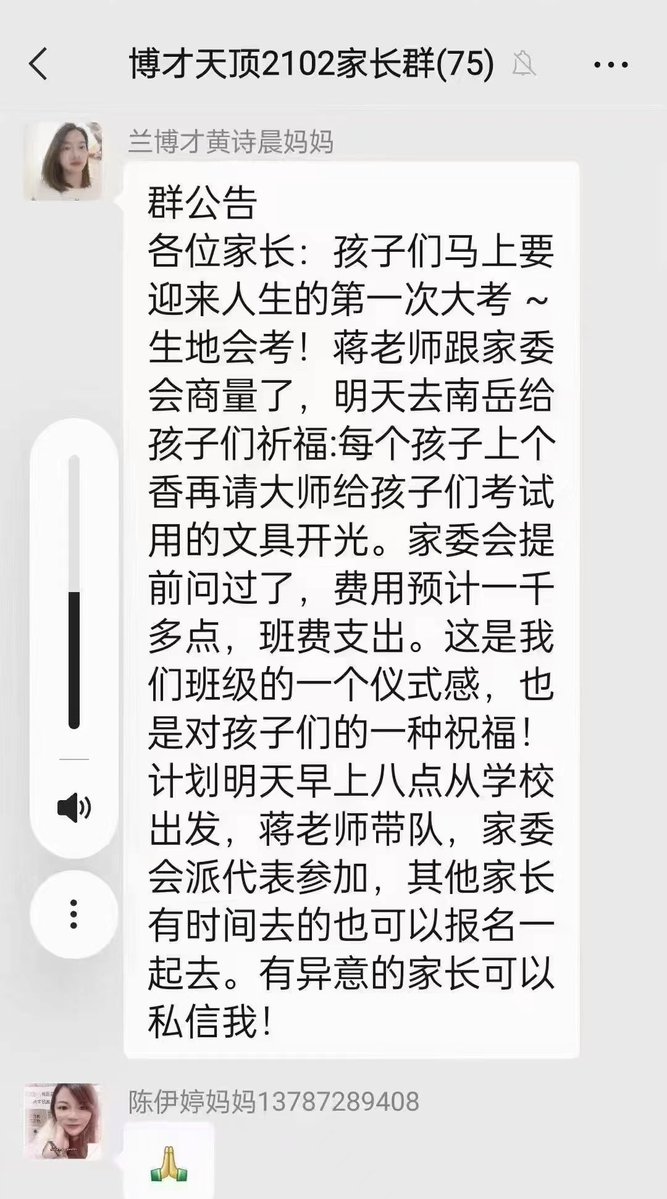 博才天顶2102家长群(75)
兰博才黄诗晨妈妈
群公告
各位家长：孩子们马上要
迎来人生的第一次大考 ~
生地会考！蒋老师跟家委
会商量了，明天去南岳给
孩子们祈福:每个孩子上个
香再请大师给孩子们考试
用的文具开光。家委会提
前问过了，费用预计一千
多点，班费支出。这是我
们班级的一个仪式感，也
是对孩子们的一种祝福！
计划明天早上八点从学校
出发，蒋老师带队，家委
会派代表参加，其他家长
有时间去的也可以报名一
起去。有异意的家长可以
私信我！
陈伊婷妈妈13787289408
🙏